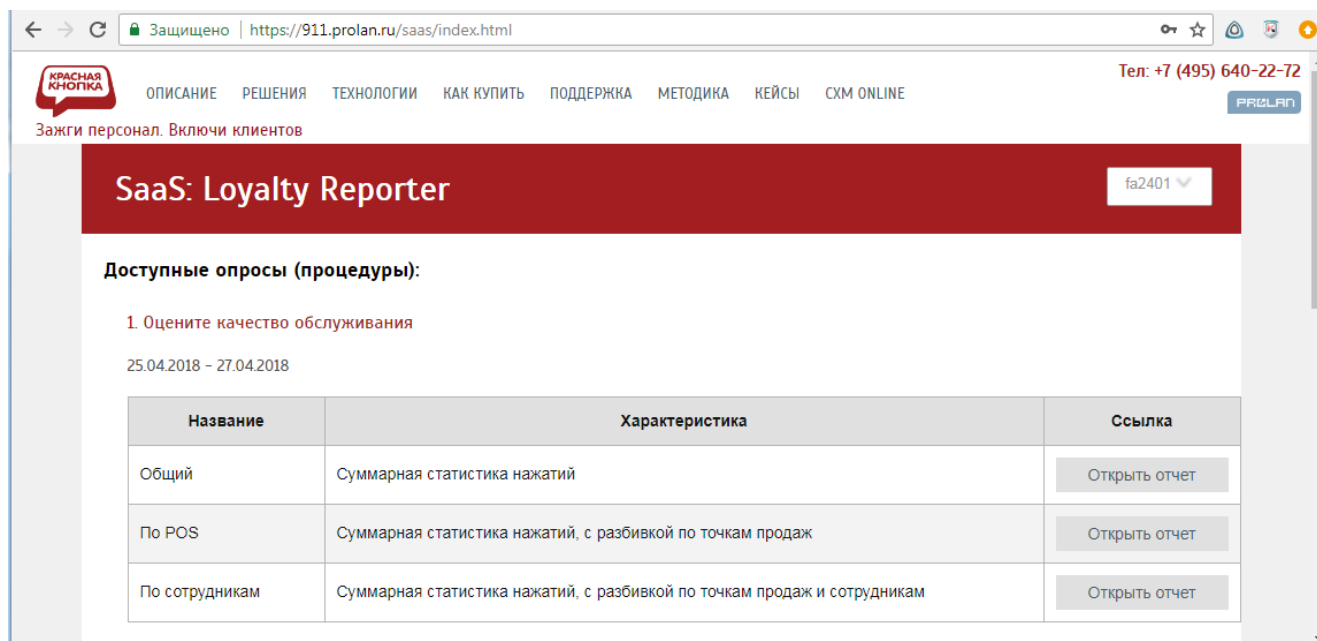 Защищено | https://911.prolan.ru/saas/index.html
КРАСНАЯ
КНОПКА
ОПИСАНИЕ РЕШЕНИЯ ТЕХНОЛОГИИ КАК КУПИТЬ ПОДДЕРЖКА МЕТОДИКА КЕЙСЫ CXM ONLINE
Тел: +7 (495) 640-22-72
PROLAN
Зажги персонал. Включи клиентов
SaaS: Loyalty Reporter
fa2401
Доступные опросы (процедуры):
1. Оцените качество обслуживания
25.04.2018 – 27.04.2018
Название Характеристика Ссылка
Общий Суммарная статистика нажатий Открыть отчет
По POS Суммарная статистика нажатий, с разбивкой по точкам продаж Открыть отчет
По сотрудникам Суммарная статистика нажатий, с разбивкой по точкам продаж и сотрудникам Открыть отчет